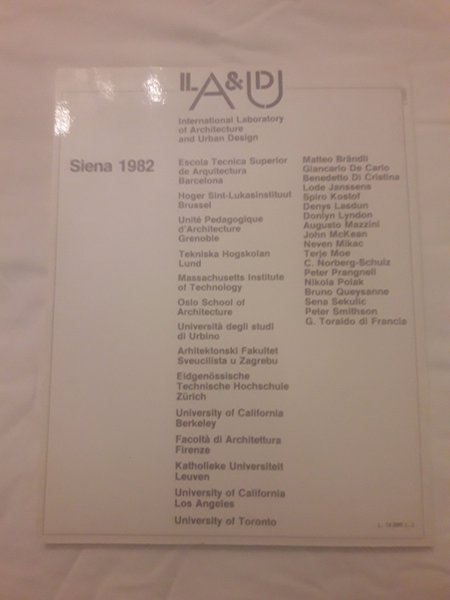 ILA&UD
International Laboratory
of Architecture
and Urban Design
Siena 1982
Escola Tecnica Superior
de Arquitectura
Barcelona
Hoger Sint-Lukasinstituut
Brussel
Unité Pedagogique
d'Architecture
Grenoble
Tekniska Hogskolan
Lund
Massachusetts Institute
of Technology
Oslo School of
Architecture
Università degli studi
di Urbino
Arhitektonski Fakultet
Sveucilista u Zagrebu
Eidgenössische
Technische Hochschule
Zürich
University of California
Berkeley
Facoltà di Architettura
Firenze
Katholieke Universiteit
Leuven
University of California
Los Angeles
University of Toronto
Matteo Brändli
Giancarlo De Carlo
Benedetto Di Cristina
Lode Janssens
Spiro Kostof
Denys Lasdun
Donlyn Lyndon
Augusto Mazzini
John McKean
Neven Mikac
Terje Moe
C. Norberg-Schulz
Peter Prangnell
Nikola Polak
Bruno Queysanne
Sena Sekulic
Peter Smithson
G. Toraldo di Francia